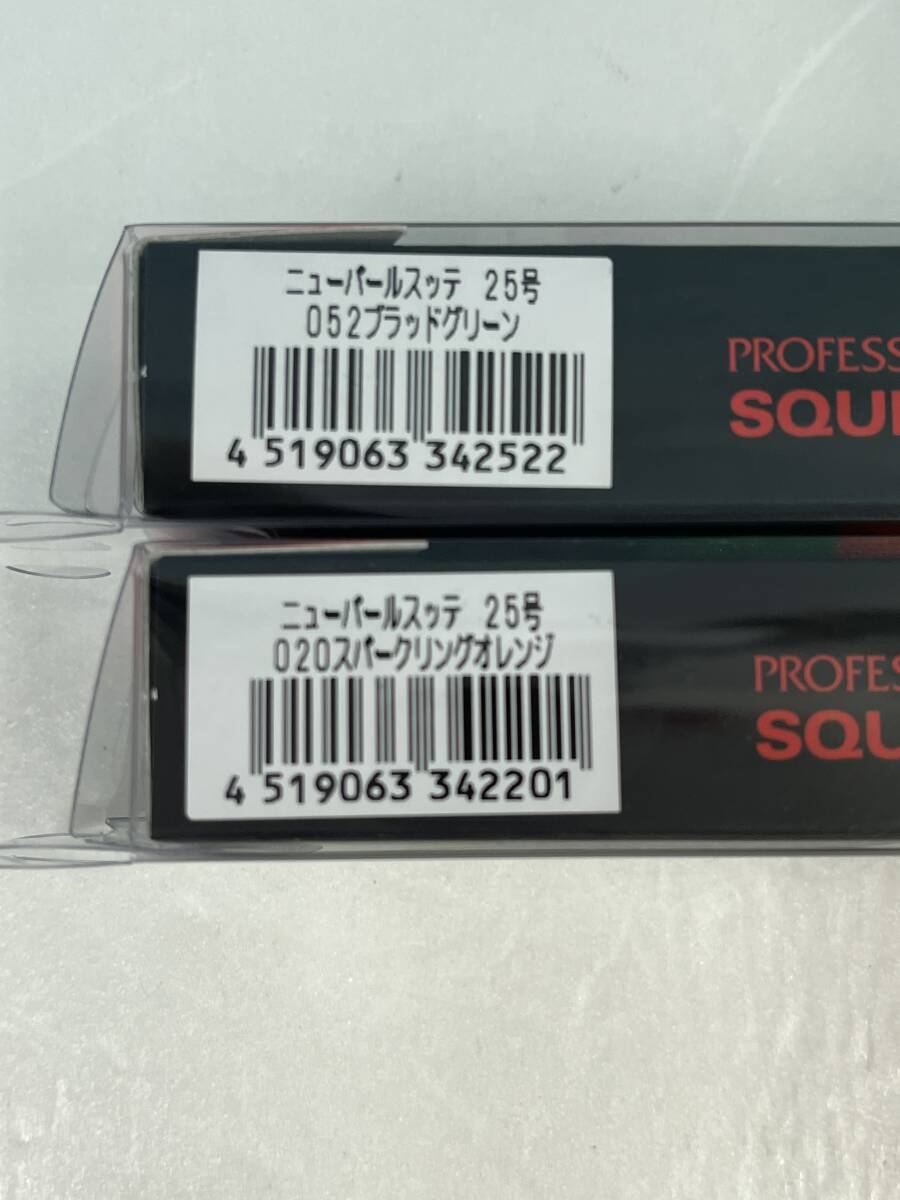 ニューパールスッテ 25号
052ブラッドグリーン
4 519063 342522
PROFESS
SQU
ニューパールスッテ 25号
020スパークリングオレンジ
4 519063 342201
PROFES
SQU